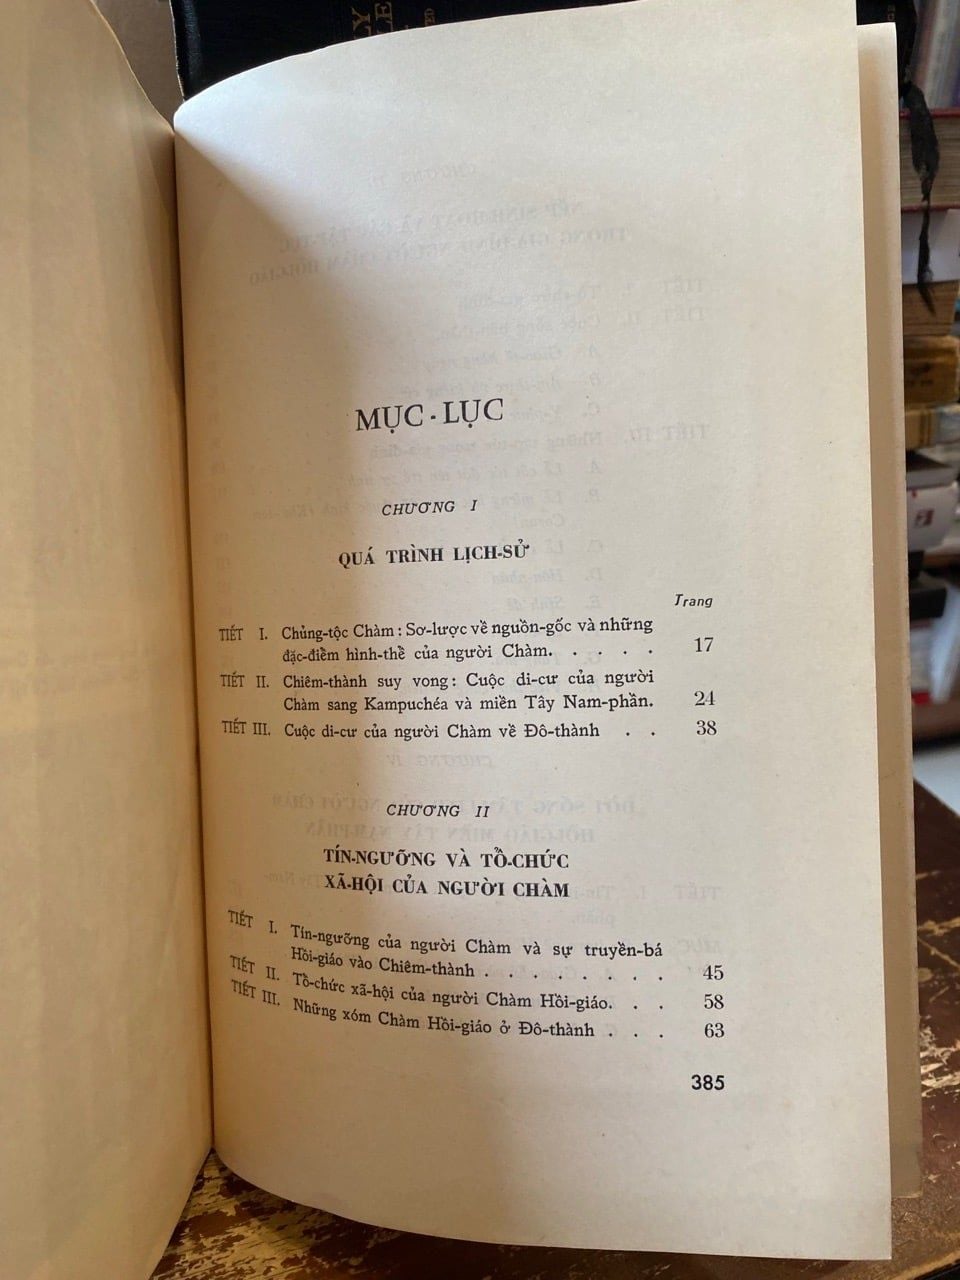 MỤC-LỤC
CHƯƠNG I
QUÁ TRÌNH LỊCH-SỬ
Trang
TIẾT I. Chủng-tộc Chàm : Sơ-lược về nguồn-gốc và những
đặc-điểm hình-thể của người Chàm. . . . . 17
TIẾT II. Chiêm-thành suy vong : Cuộc di-cư của người
Chàm sang Kampuchéa và miền Tây Nam-phần. 24
TIẾT III. Cuộc di-cư của người Chàm về Đô-thành . . 38
CHƯƠNG II
TÍN-NGƯỠNG VÀ TỔ-CHỨC
XÃ-HỘI CỦA NGƯỜI CHÀM
TIẾT I. Tín-ngưỡng của người Chàm và sự truyền-bá
Hồi-giáo vào Chiêm-thành . . . . . . . 45
TIẾT II. Tổ-chức xã-hội của người Chàm Hồi-giáo. . . 58
TIẾT III. Những xóm Chàm Hồi-giáo ở Đô-thành . . . 63
385